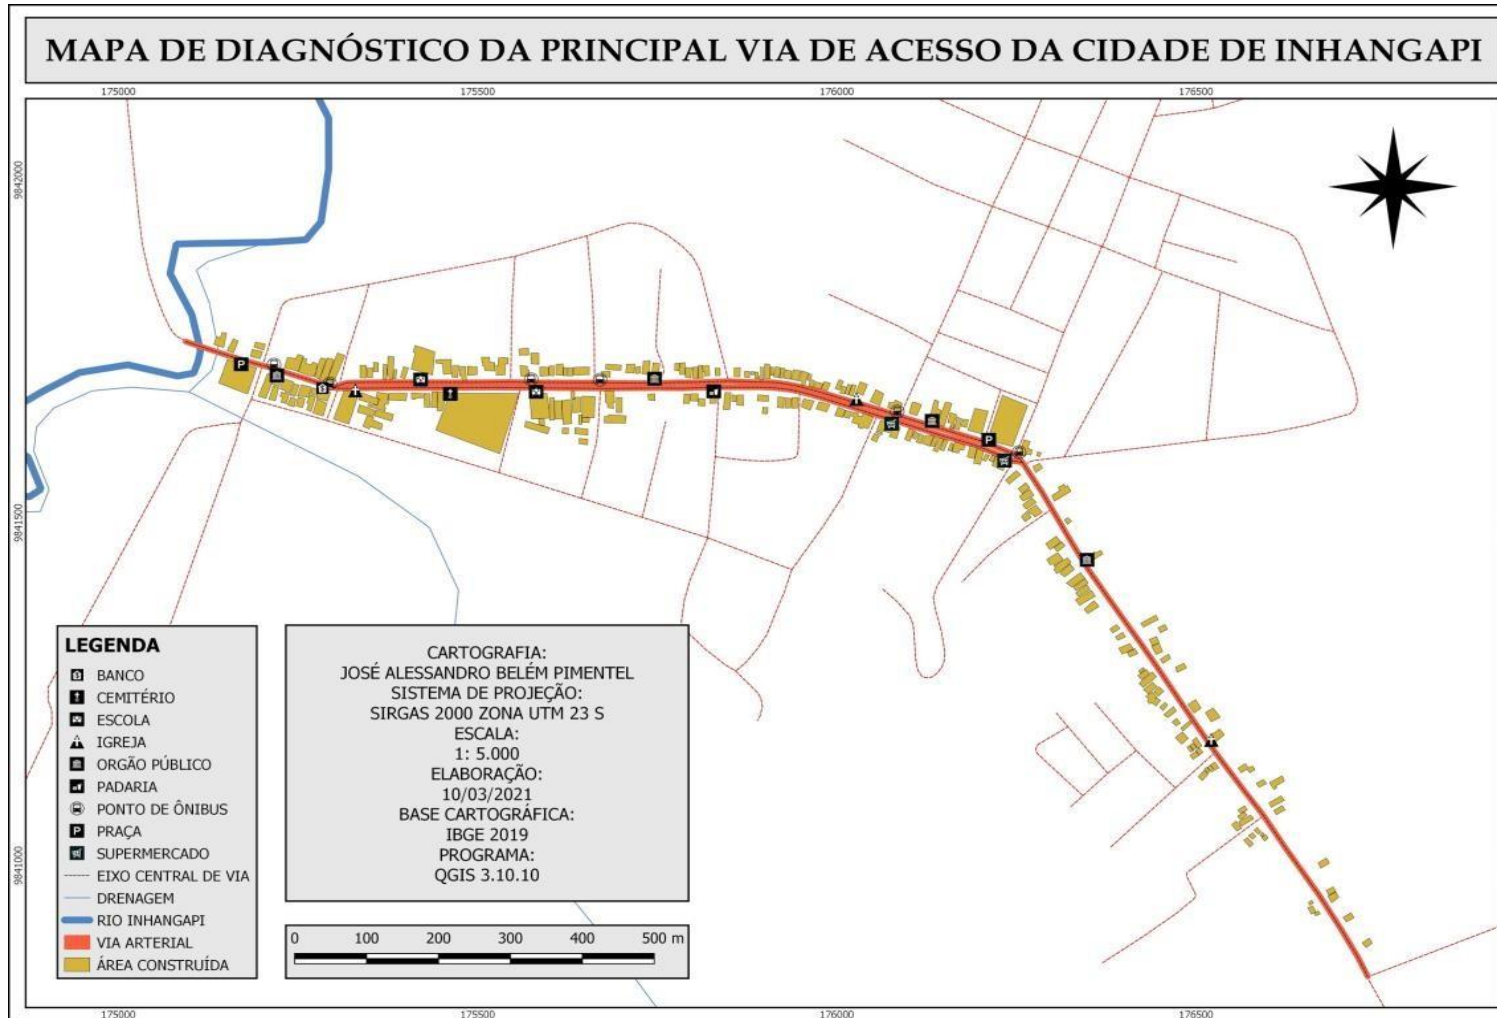 MAPA DE DIAGNÓSTICO DA PRINCIPAL VIA DE ACESSO DA CIDADE DE INHANGAPI
175000 175500 176000 176500
9842000
9841500
9841000
P
P
LEGENDA
BANCO
CEMITÉRIO
ESCOLA
IGREJA
ORGÃO PÚBLICO
PADARIA
PONTO DE ÔNIBUS
P PRAÇA
SUPERMERCADO
EIXO CENTRAL DE VIA
DRENAGEM
RIO INHANGAPI
VIA ARTERIAL
ÁREA CONSTRUÍDA
CARTOGRAFIA:
JOSÉ ALESSANDRO BELÉM PIMENTEL
SISTEMA DE PROJEÇÃO:
SIRGAS 2000 ZONA UTM 23 S
ESCALA:
1: 5.000
ELABORAÇÃO:
10/03/2021
BASE CARTOGRÁFICA:
IBGE 2019
PROGRAMA:
QGIS 3.10.10
0 100 200 300 400 500 m
175000 175500 176000 176500